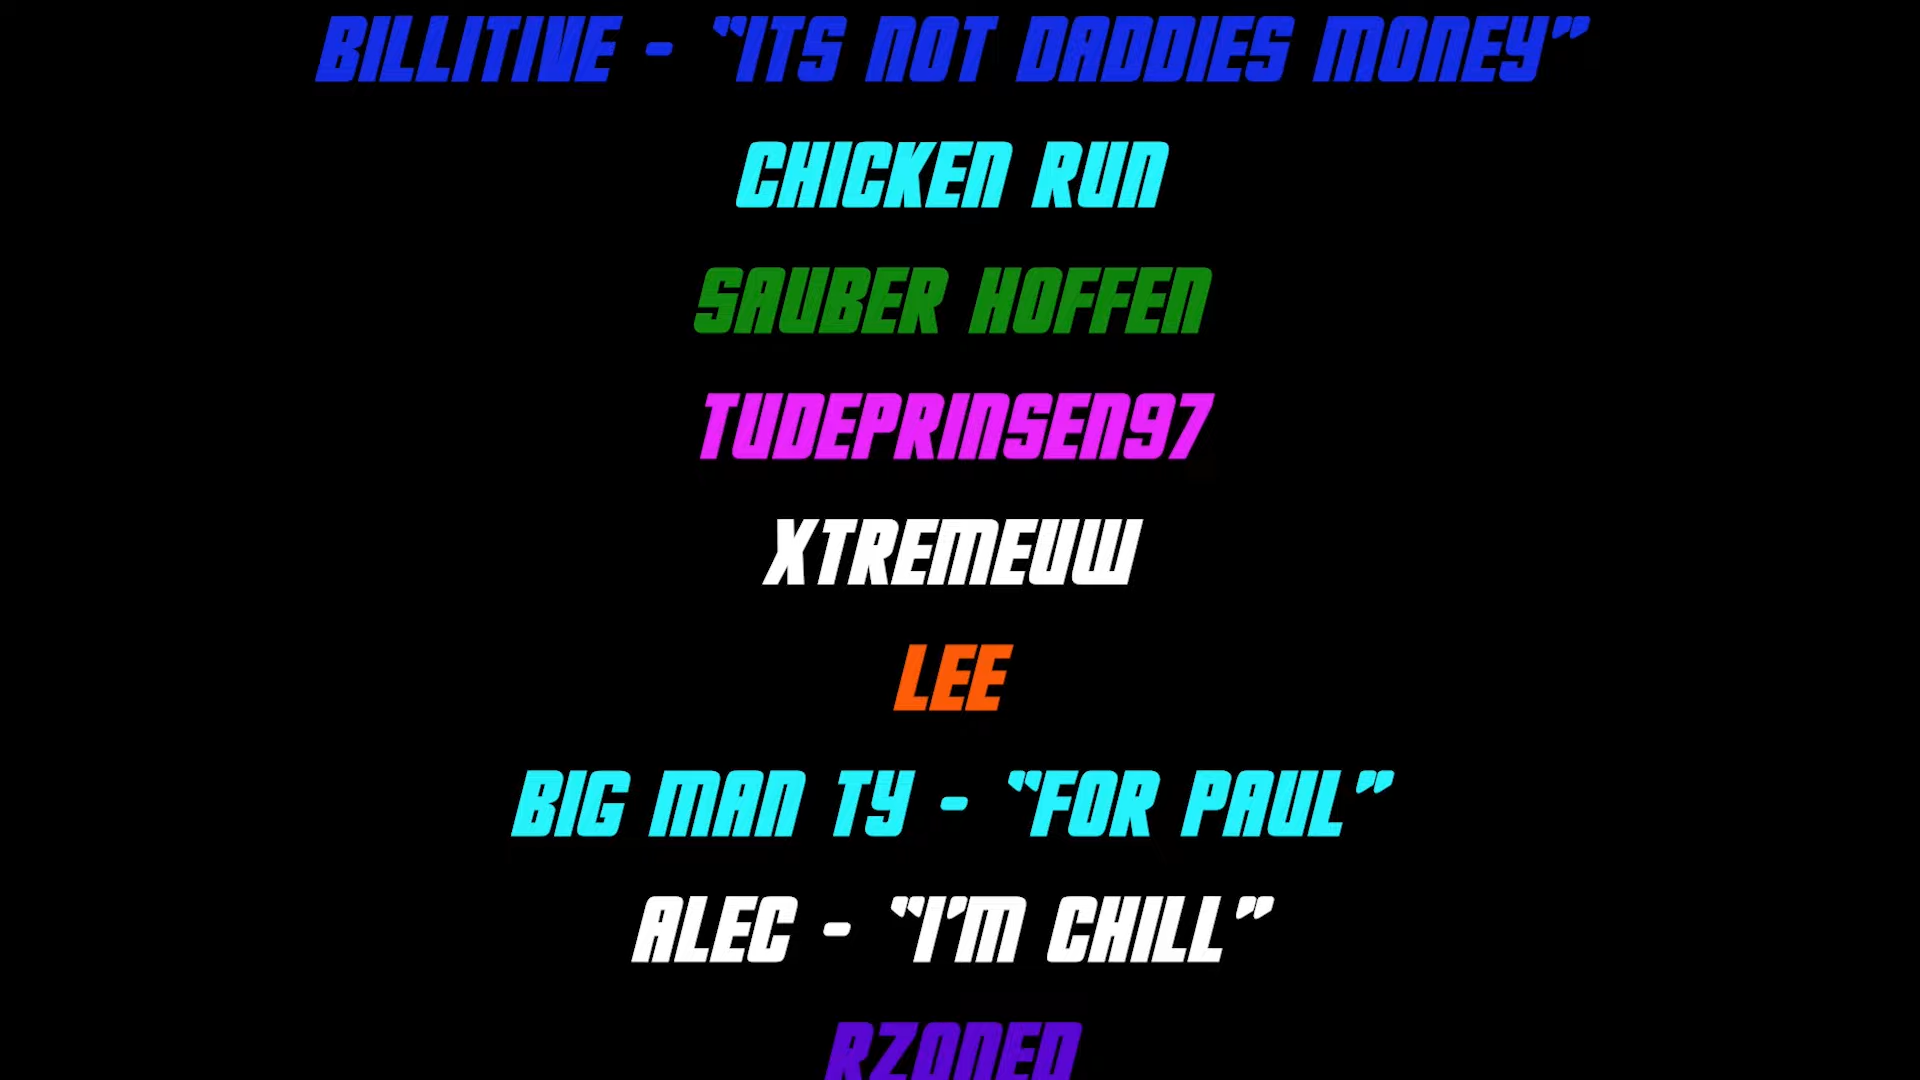 BILLITIVE - “ITS NOT DADDIES MONEY”
CHICKEN RUN
SAUBER HOFFEN
TUDEPRINSEN97
XTREMEUW
LEE
BIG MAN TY - “FOR PAUL”
ALEC - “I’M CHILL”
RZONED